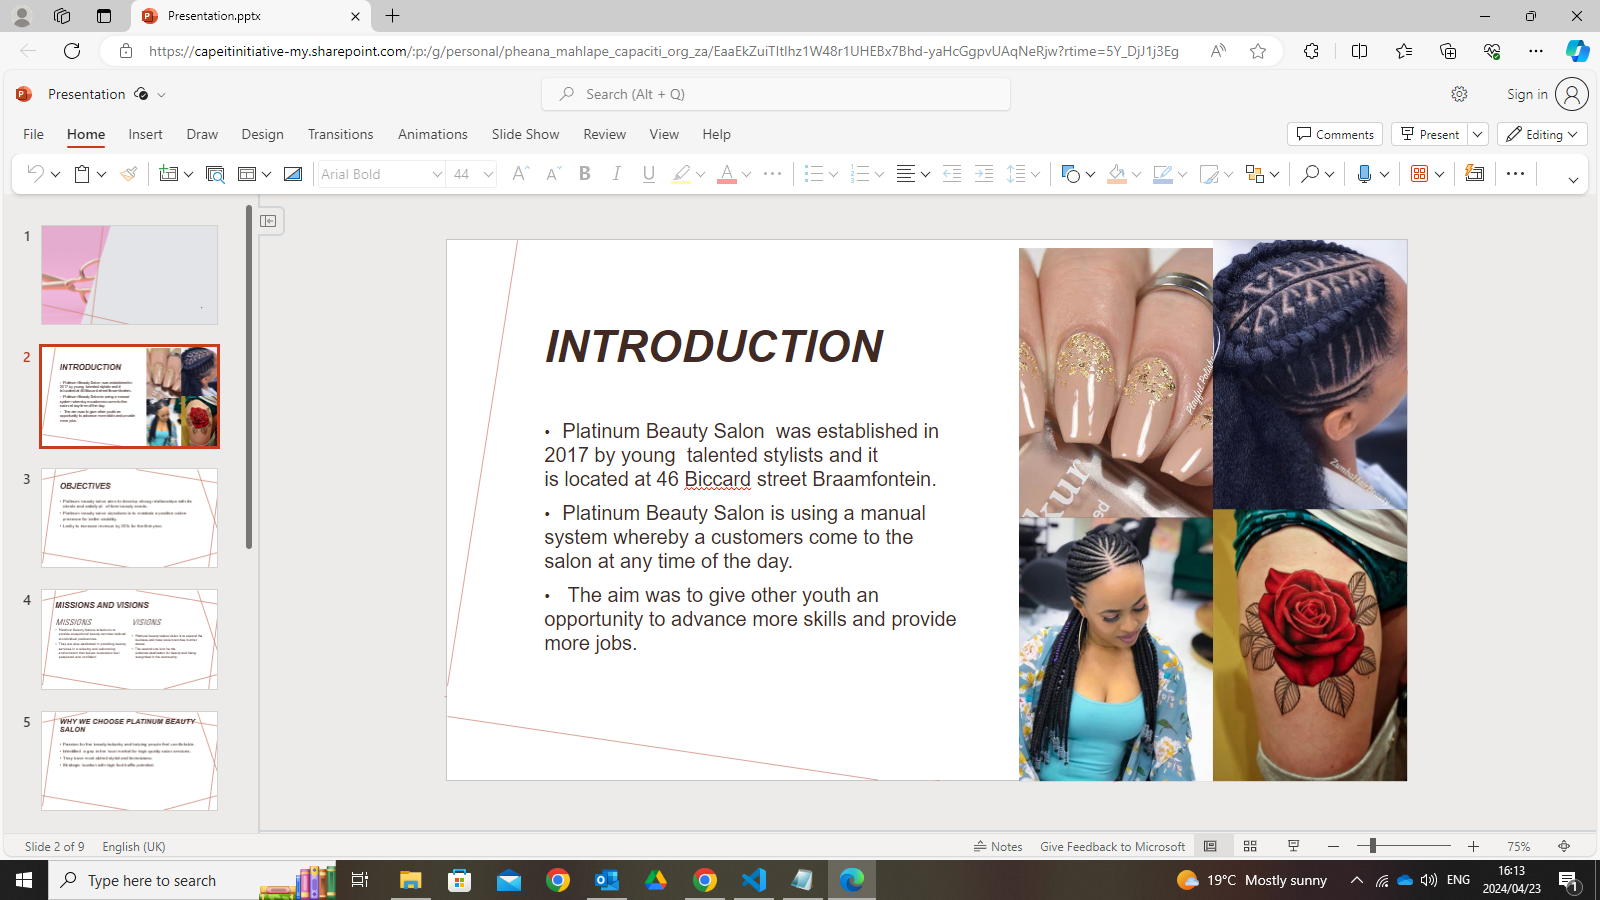 Presentation.pptx
https://capeitinitiative-my.sharepoint.com/:p:/g/personal/pheana_mahlape_capaciti_org_za/EaaEkZuiTItIhz1W48r1UHEBx7Bhd-yaHcGgpvUAqNeRjw?rtime=5Y_DjJ1j3Eg
Presentation
Search (Alt + Q)
Sign in
File Home Insert Draw Design Transitions Animations Slide Show Review View Help
Comments Present Editing
Arial Bold 44
1
2
INTRODUCTION
3
OBJECTIVES
4
MISSIONS AND VISIONS
MISSIONS VISIONS
5
WHY WE CHOOSE PLATINUM BEAUTY
SALON
INTRODUCTION
• Platinum Beauty Salon was established in
2017 by young talented stylists and it
is located at 46 Biccard street Braamfontein.
• Platinum Beauty Salon is using a manual
system whereby a customers come to the
salon at any time of the day.
• The aim was to give other youth an
opportunity to advance more skills and provide
more jobs.
Slide 2 of 9 English (UK)
Notes Give Feedback to Microsoft 75%
Type here to search
19°C Mostly sunny ENG
16:13
2024/04/23
1